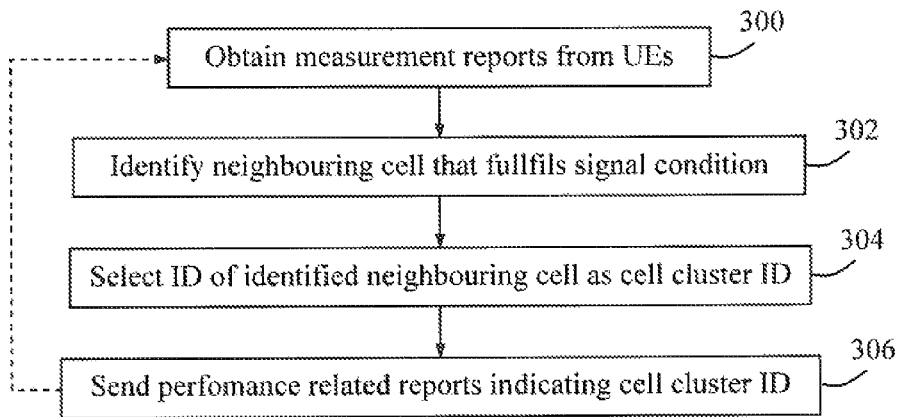 300
Obtain measurement reports from UEs
302
Identify neighbouring cell that fullfils signal condition
304
Select ID of identified neighbouring cell as cell cluster ID
306
Send perfomance related reports indicating cell cluster ID